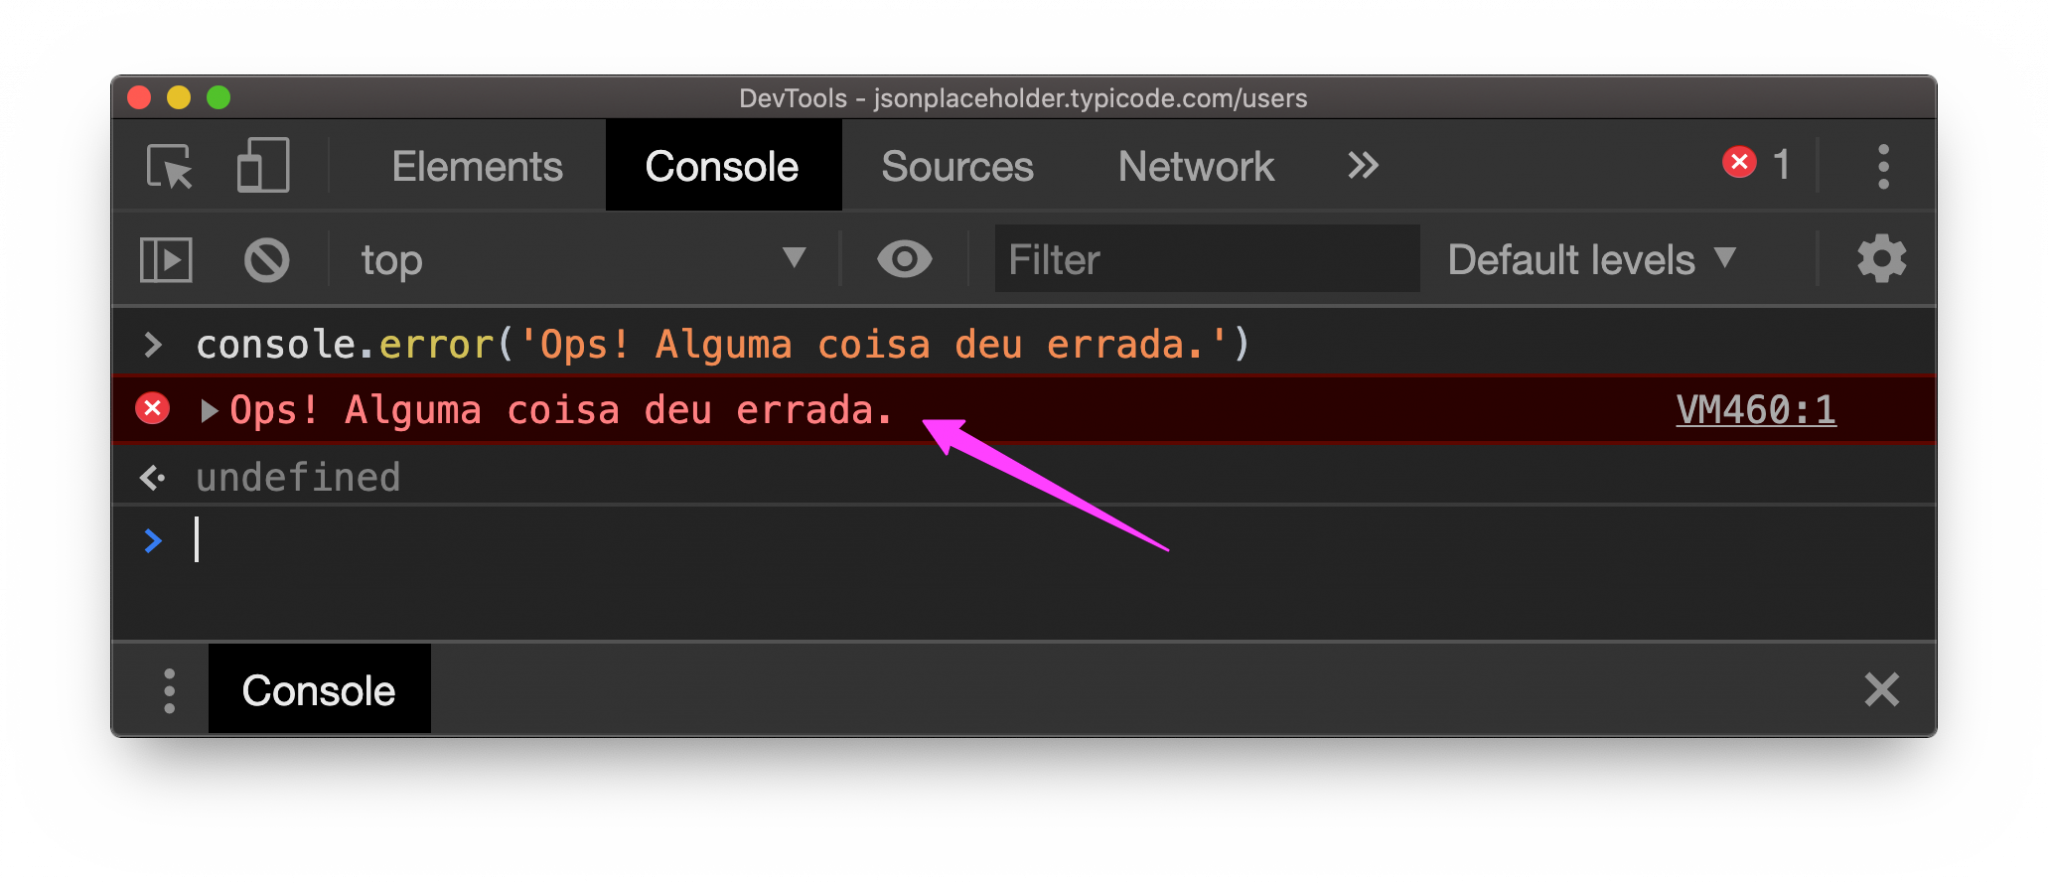 DevTools - jsonplaceholder.typicode.com/users
Elements Console Sources Network » 1
top Filter Default levels
> console.error('Ops! Alguma coisa deu errada.')
Ops! Alguma coisa deu errada. VM460:1
undefined
>
Console